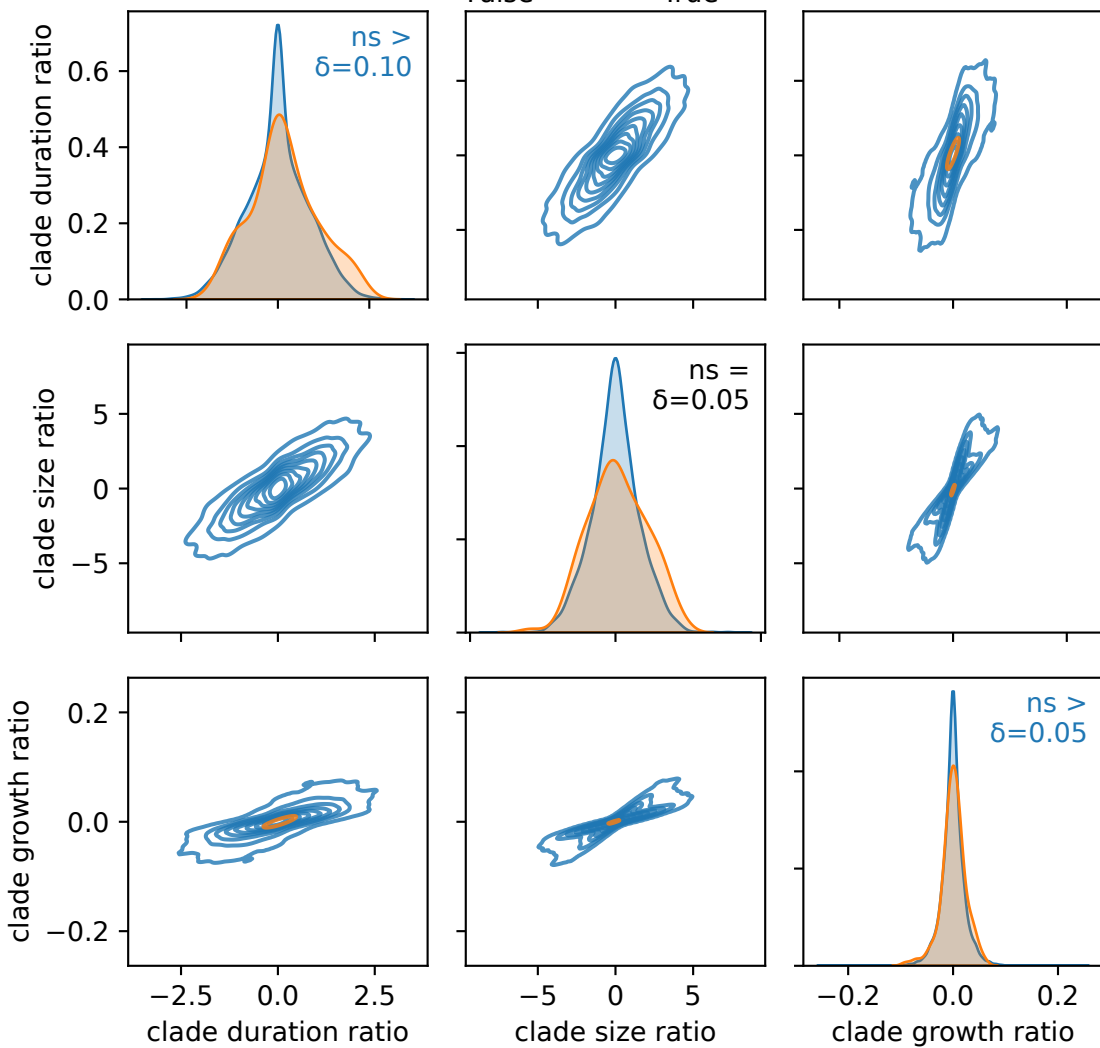 clade duration ratio
0.6
0.4
0.2
0.0
ns >
δ=0.10
clade size ratio
5
0
−5
ns =
δ=0.05
clade growth ratio
0.2
0.0
−0.2
ns >
δ=0.05
−2.5 0.0 2.5
−5 0 5
−0.2 0.0 0.2
clade duration ratio
clade size ratio
clade growth ratio